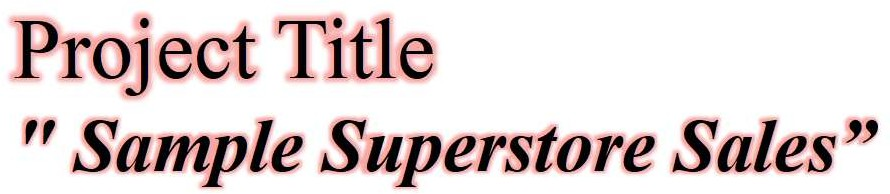 Project Title
" Sample Superstore Sales”